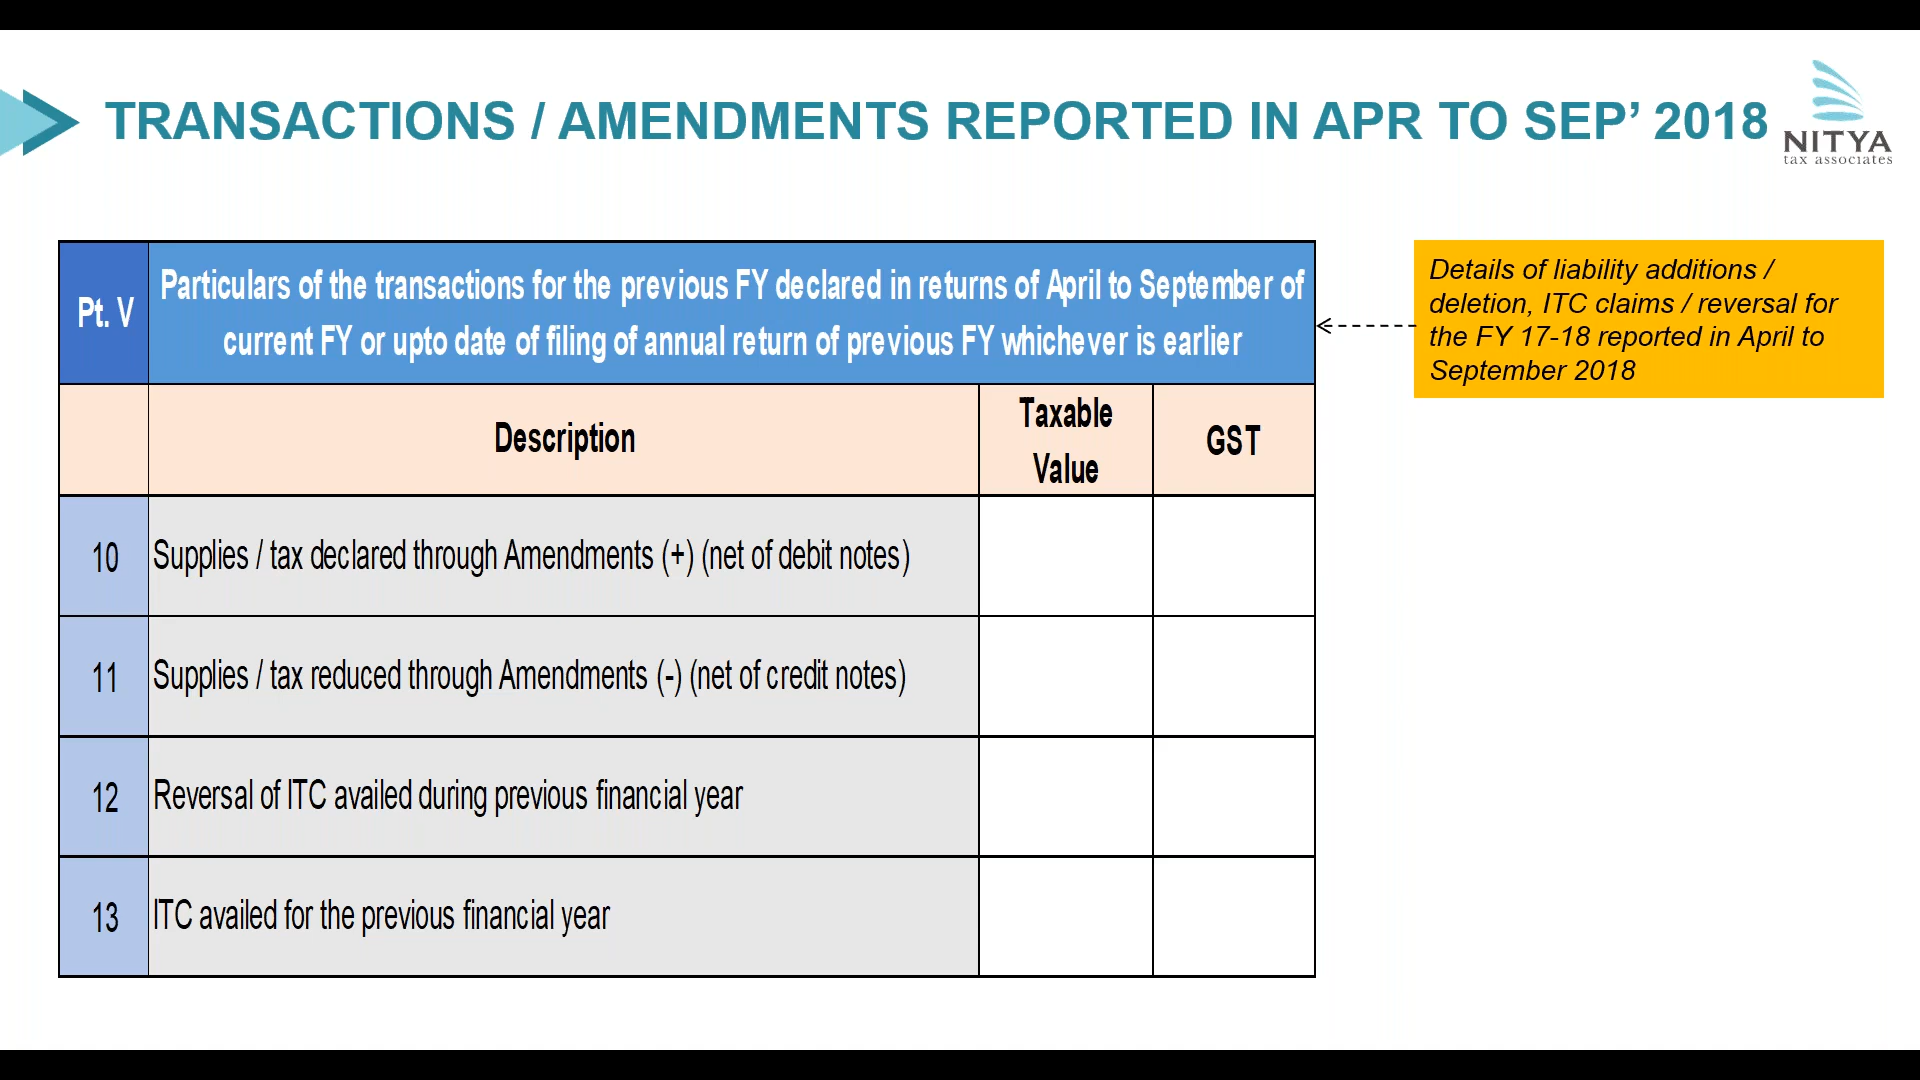 TRANSACTIONS / AMENDMENTS REPORTED IN APR TO SEP’ 2018
NITYA
tax associates
Pt. V
Particulars of the transactions for the previous FY declared in returns of April to September of
current FY or upto date of filing of annual return of previous FY whichever is earlier
Details of liability additions /
deletion, ITC claims / reversal for
the FY 17-18 reported in April to
September 2018
Description
Taxable
Value
GST
10 Supplies / tax declared through Amendments (+) (net of debit notes)
11 Supplies / tax reduced through Amendments (-) (net of credit notes)
12 Reversal of ITC availed during previous financial year
13 ITC availed for the previous financial year